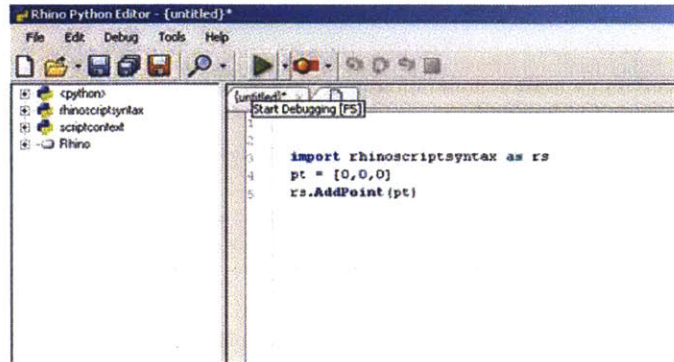 Rhino Python Editor - {untitled}*
File Edit Debug Tools Help
<python>
rhinoscriptsyntax
scriptcontext
Rhino
{untitled}*
Start Debugging [F5]
1
2
3 import rhinoscriptsyntax as rs
4 pt = [0,0,0]
5 rs.AddPoint(pt)